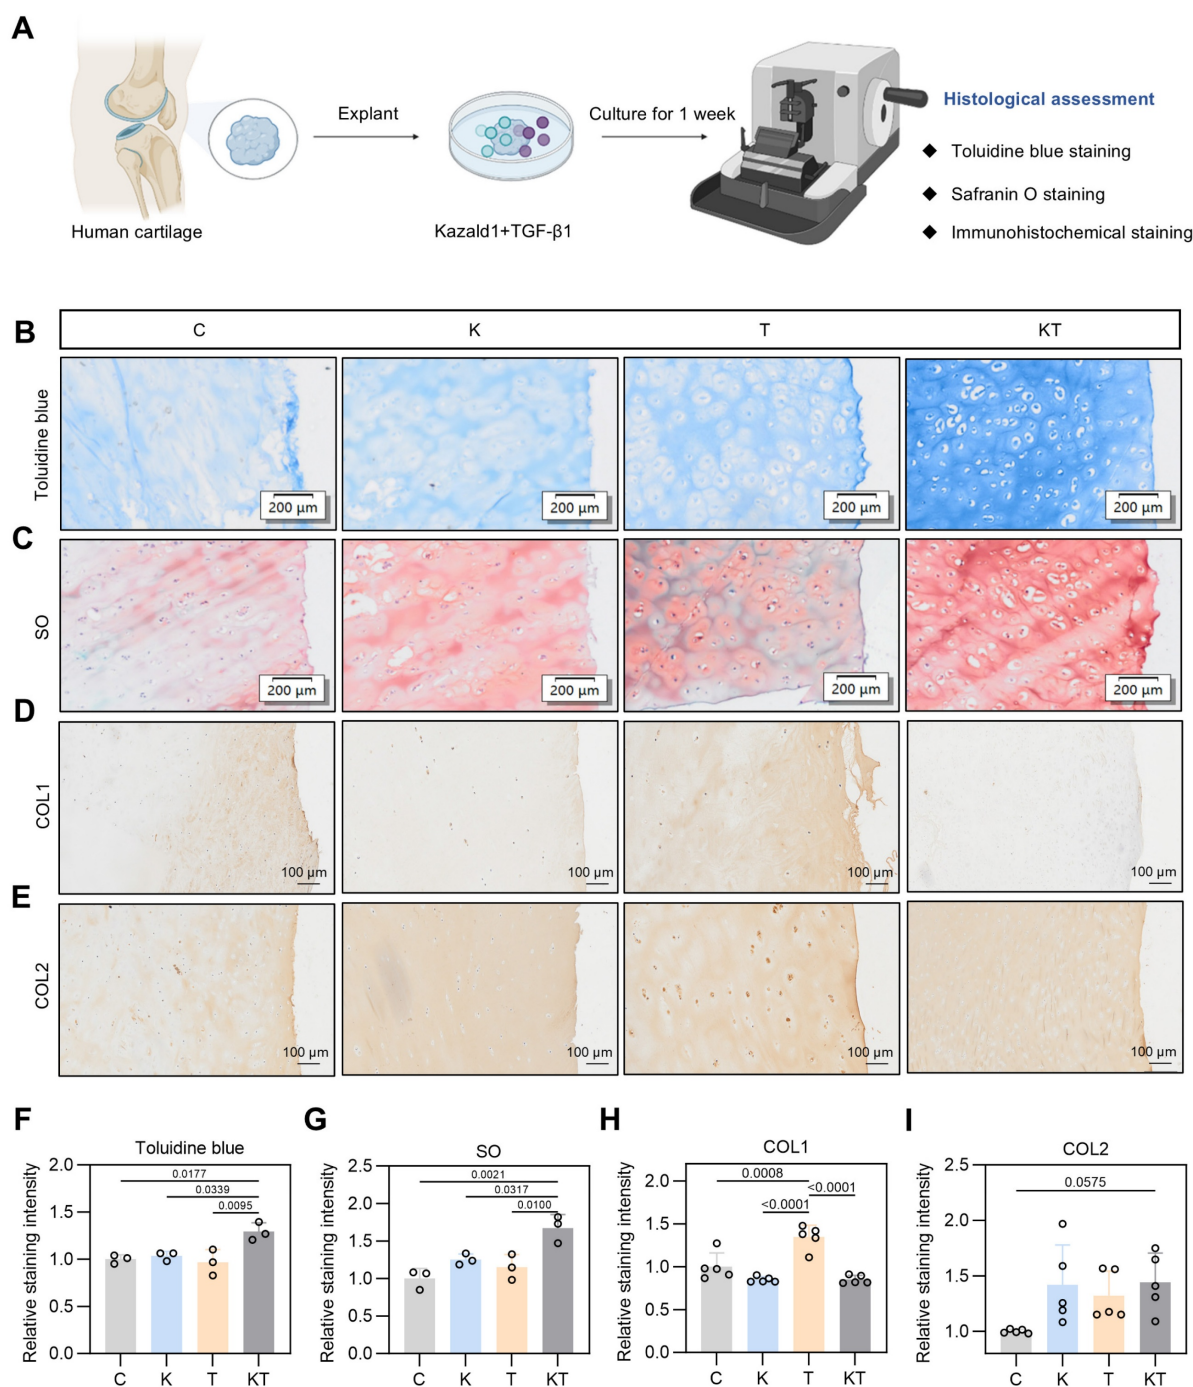 A
Human cartilage
Explant
Kazald1+TGF-β1
Culture for 1 week
Histological assessment
◆ Toluidine blue staining
◆ Safranin O staining
◆ Immunohistochemical staining
B
C K T KT
Toluidine blue
200 µm 200 µm 200 µm 200 µm
C
SO
200 µm 200 µm 200 µm 200 µm
D
COL1
100 µm 100 µm 100 µm 100 µm
E
COL2
100 µm 100 µm 100 µm 100 µm
F
Toluidine blue
Relative staining intensity
2.0
1.5
1.0
0.5
0.0
0.0177
0.0339
0.0095
C K T KT
G
SO
Relative staining intensity
2.5
2.0
1.5
1.0
0.5
0.0
0.0021
0.0317
0.0100
C K T KT
H
COL1
Relative staining intensity
2.0
1.5
1.0
0.5
0.0
0.0008
<0.0001
<0.0001
C K T KT
I
COL2
Relative staining intensity
2.5
2.0
1.5
1.0
0.0575
C K T KT